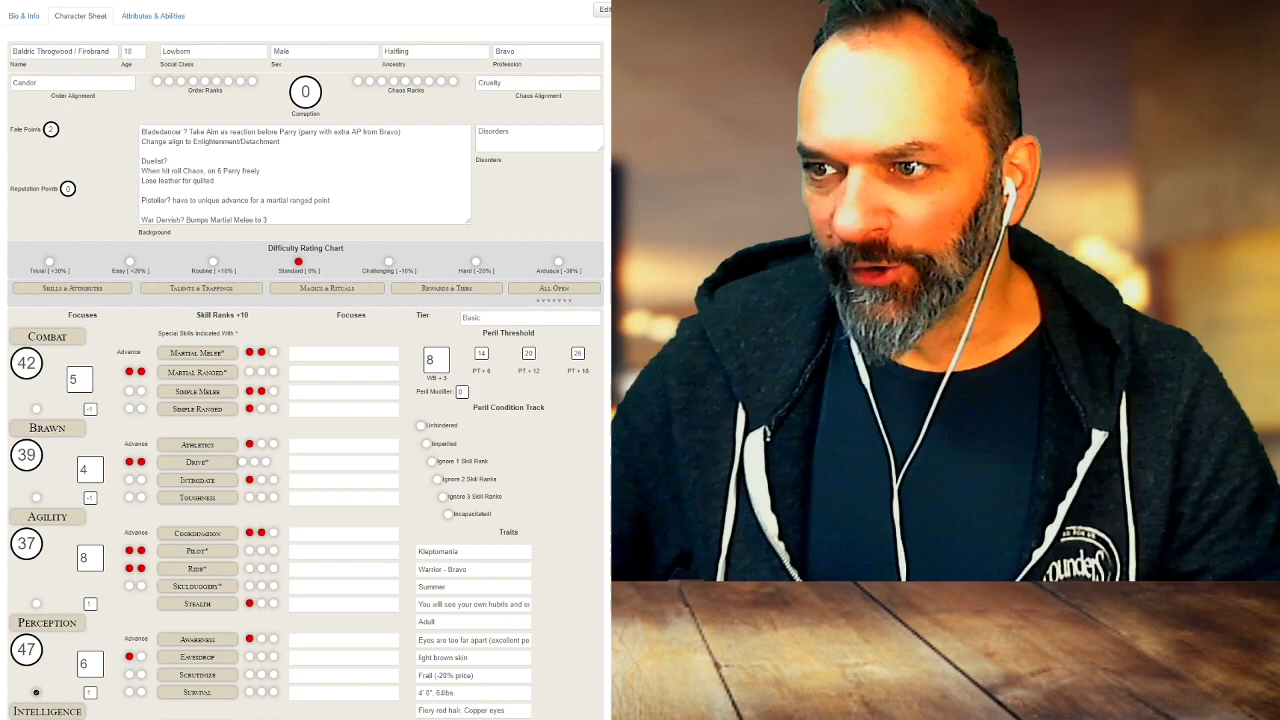 Bio & Info
Character Sheet
Attributes & Abilities
Edit
Baldric Throgwood / Firebrand
18
Lowborn
Male
Halfling
Bravo
Name
Age
Social Class
Sex
Ancestry
Profession
Candor
0
Cruelty
Order Alignment
Order Ranks
Corruption
Chaos Ranks
Chaos Alignment
Fate Points
2
Bladedancer ? Take Aim as reaction before Parry (parry with extra AP from Bravo)
Change align to Enlightenment/Detachment
Duelist?
When hit roll Chaos, on 6 Parry freely
Lose leather for quilted
Pistolier? have to unique advance for a martial ranged point
War Dervish? Bumps Martial Melee to 3
Disorders
Disorders
Reputation Points
0
Background
Difficulty Rating Chart
Trivial [ +30% ]
Easy [ +20% ]
Routine [ +10% ]
Standard [ 0% ]
Challenging [ -10% ]
Hard [ -20% ]
Arduous [ -30% ]
Skills & Attributes
Talents & Trappings
Magics & Rituals
Rewards & Tiers
All Open
v v v v v v v
Focuses
Skill Ranks +10
Focuses
Tier:
Basic
Special Skills Indicated With *
Combat
42
5
-1
Advance
Martial Melee*
Martial Ranged*
Simple Melee
Simple Ranged
Brawn
39
4
-1
Advance
Athletics
Drive*
Intimidate
Toughness
Agility
37
8
1
Advance
Coordination
Pilot*
Ride*
Skulduggery*
Stealth
Perception
47
6
1
Advance
Awareness
Eavesdrop
Scrutinize
Survival
Intelligence
Peril Threshold
8
14
20
26
WB + 3
PT + 6
PT + 12
PT + 18
Peril Modifier:
0
Peril Condition Track
Unhindered
Imperiled
Ignore 1 Skill Rank
Ignore 2 Skill Ranks
Ignore 3 Skill Ranks
Incapacitated!
Traits
Kleptomania
Warrior - Bravo
Summer
You will see your own hubris and
Adult
Eyes are too far apart (excellent
light brown skin
Frail (-20% price)
4' 0", 64lbs.
Fiery red hair, Copper eyes